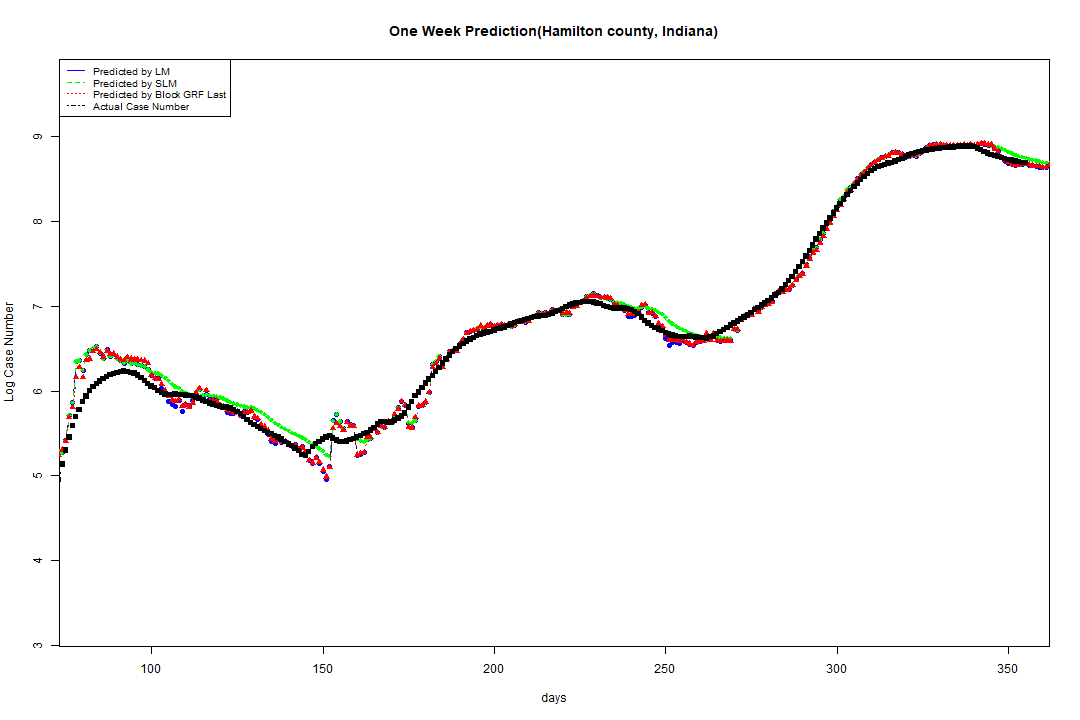 One Week Prediction(Hamilton county, Indiana)
Predicted by LM
Predicted by SLM
Predicted by Block GRF Last
Actual Case Number
Log Case Number
9
8
7
6
5
4
3
100 150 200 250 300 350
days